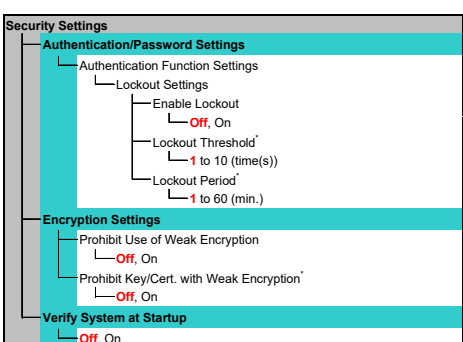 Security Settings
Authentication/Password Settings
Authentication Function Settings
Lockout Settings
Enable Lockout
Off, On
Lockout Threshold*
1 to 10 (time(s))
Lockout Period*
1 to 60 (min.)
Encryption Settings
Prohibit Use of Weak Encryption
Off, On
Prohibit Key/Cert. with Weak Encryption*
Off, On
Verify System at Startup
Off, On